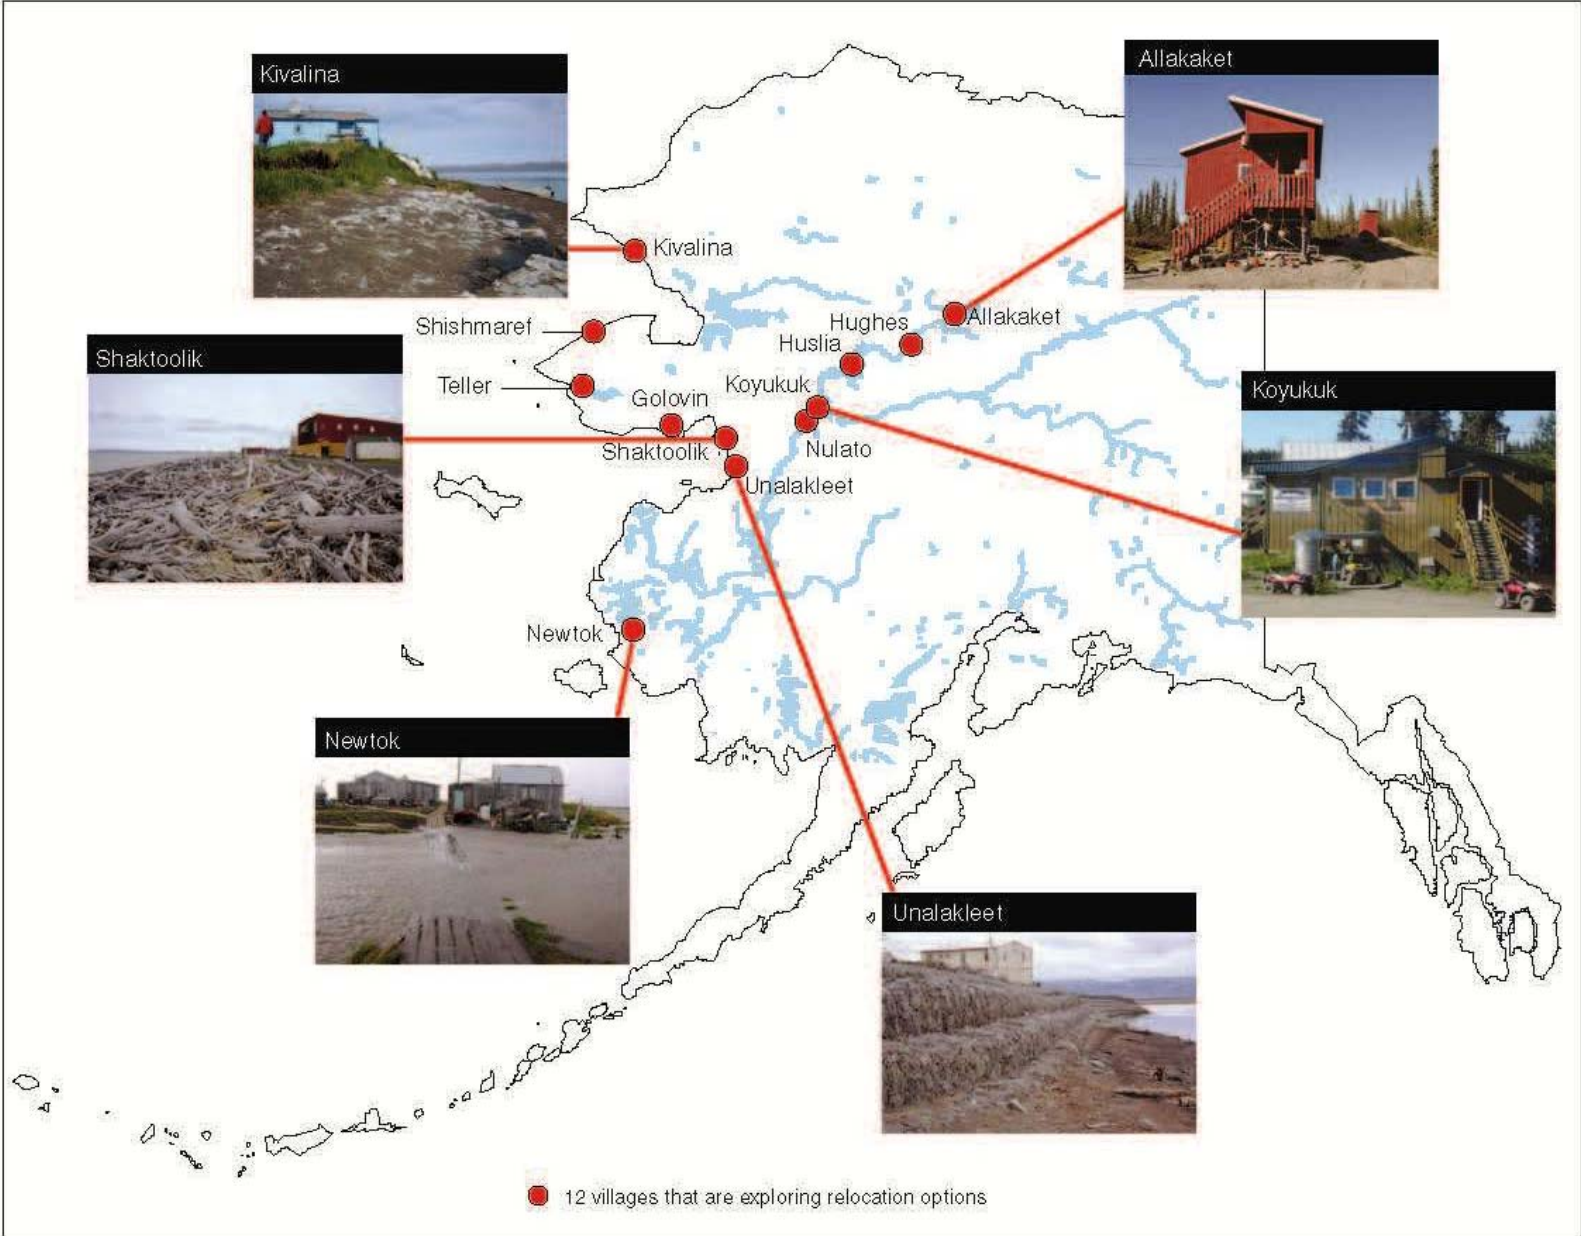 Kivalina
Allakaket
Kivalina
Shishmaref
Hughes
Allakaket
Huslia
Shaktoolik
Teller
Koyukuk
Koyukuk
Golovin
Shaktoolik
Nulato
Unalakleet
Newtok
Newtok
Unalakleet
12 villages that are exploring relocation options